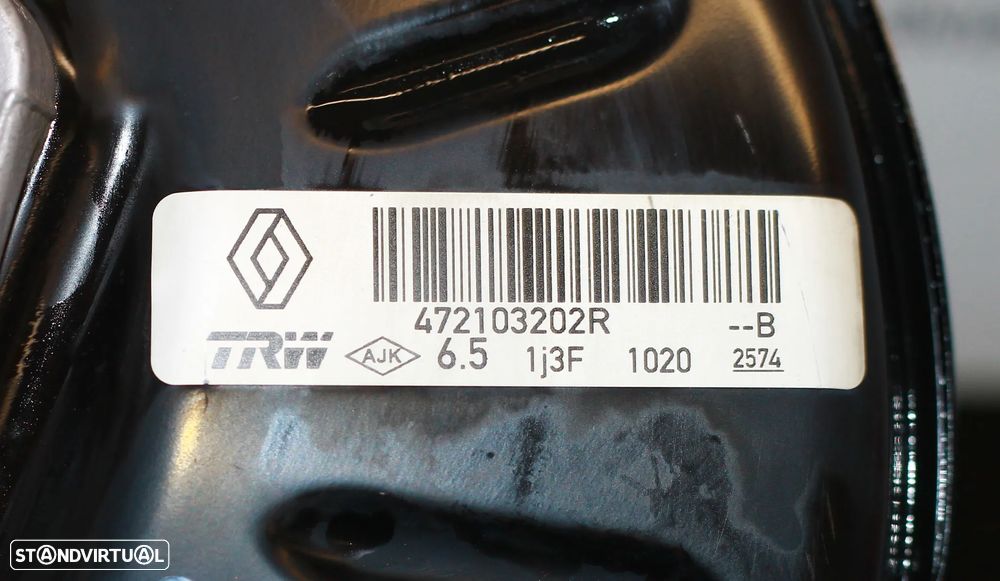 472103202R --B
TRW AJK 6.5 1j3F 1020 2574
STANDVIRTUAL